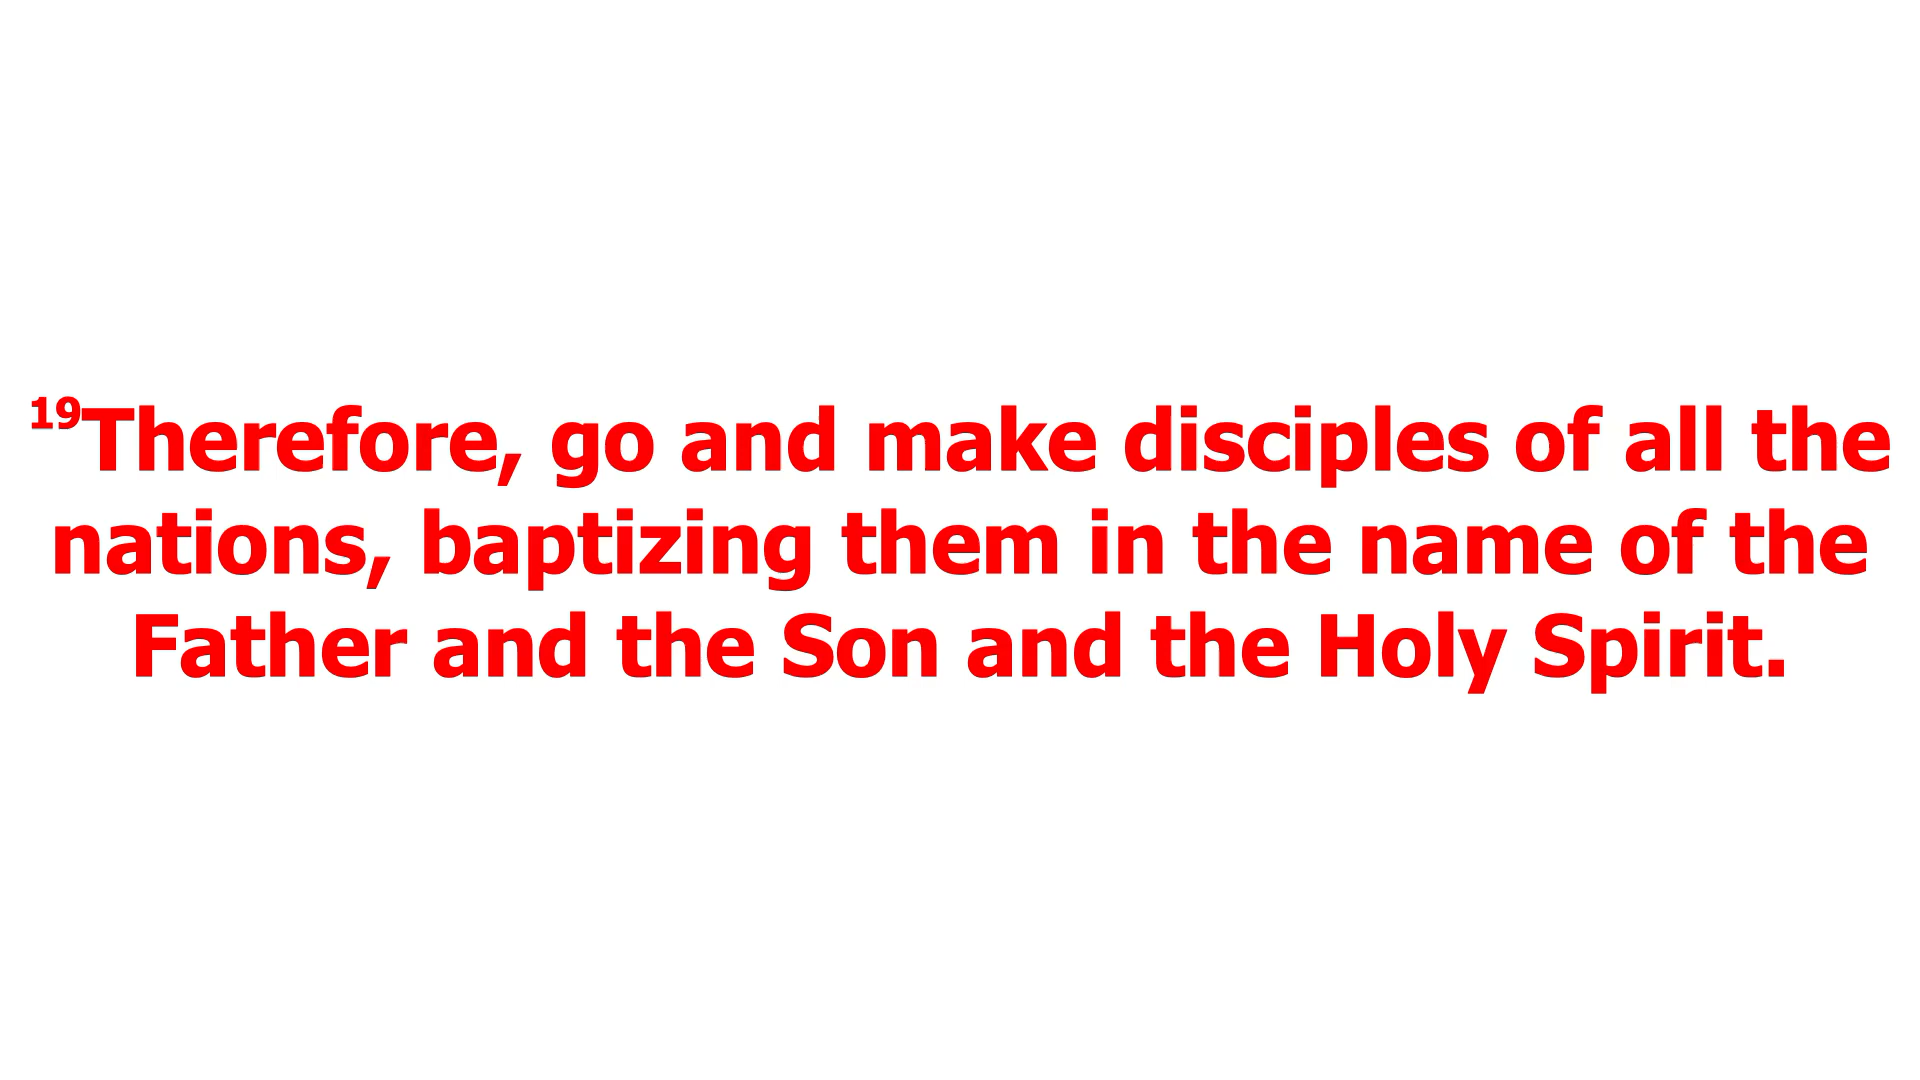 19Therefore, go and make disciples of all the
nations, baptizing them in the name of the
Father and the Son and the Holy Spirit.